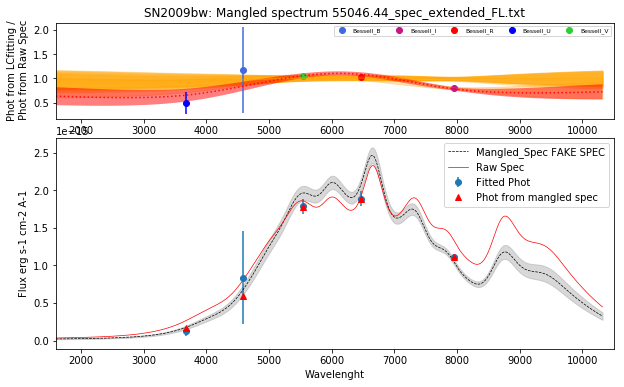 SN2009bw: Mangled spectrum 55046.44_spec_extended_FL.txt
Phot from LCfitting /
Phot from Raw Spec
2.0
1.5
1.0
0.5
Bessell_B
Bessell_I
Bessell_R
Bessell_U
Bessell_V
2000 3000 4000 5000 6000 7000 8000 9000 10000
Flux erg s-1 cm-2 A-1
2.5
2.0
1.5
1.0
0.5
0.0
Mangled_Spec FAKE SPEC
Raw Spec
Fitted Phot
Phot from mangled spec
2000 3000 4000 5000 6000 7000 8000 9000 10000
Wavelenght